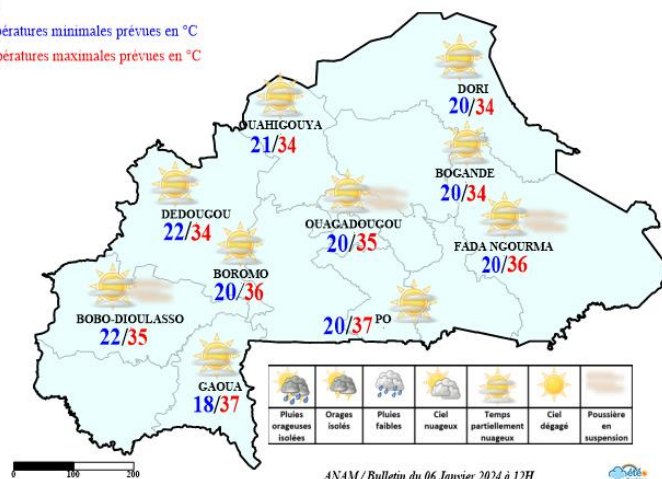 pératures minimales prévues en °C
pératures maximales prévues en °C
DORI
20/34
OUAHIGOUYA
21/34
BOGANDE
20/34
DEDOUGOU
22/34
OUAGADOUGOU
20/35
FADA NGOURMA
20/36
BOROMO
20/36
BOBO-DIOULASSO
22/35
20/37 PO
GAOUA
18/37
Pluies orageuses isolées
Orages isolés
Pluies faibles
Ciel nuageux
Temps partiellement nuageux
Ciel dégagé
Poussière en suspension
0 100 200
ANAM / Bulletin du 06 Janvier 2024 à 12H
été